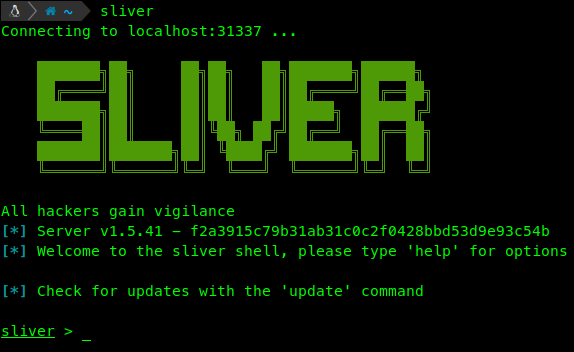 ~ sliver
Connecting to localhost:31337 ...
SLIVER
All hackers gain vigilance
[*] Server v1.5.41 – f2a3915c79b31ab31c0c2f0428bbd53d9e93c54b
[*] Welcome to the sliver shell, please type 'help' for options
[*] Check for updates with the 'update' command
sliver > _